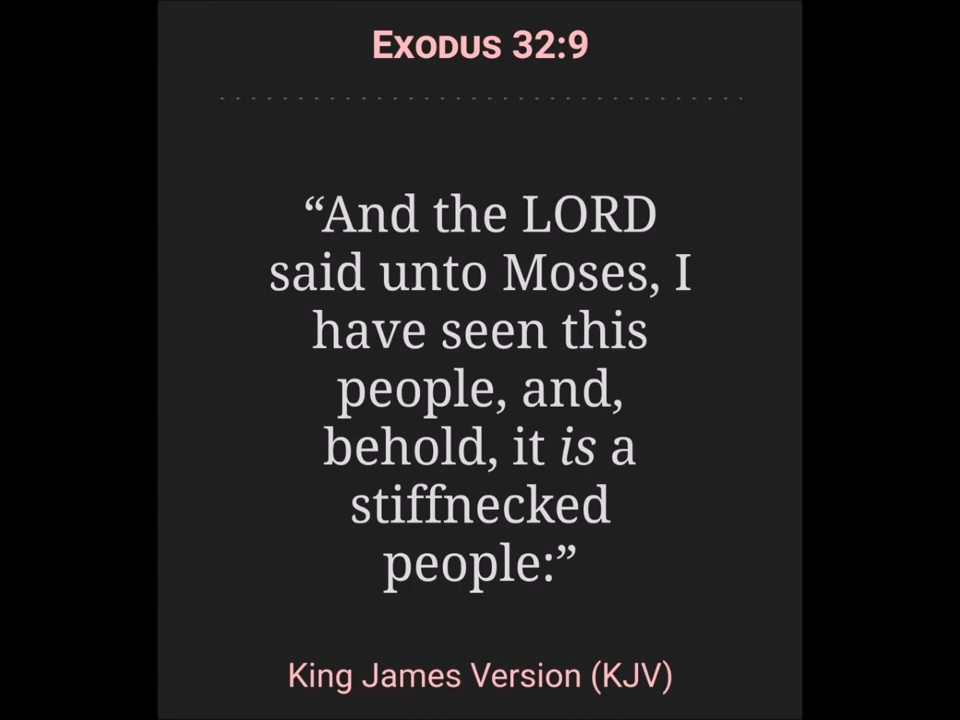 Exodus 32:9
“And the LORD
said unto Moses, I
have seen this
people, and,
behold, it is a
stiffnecked
people:”
King James Version (KJV)